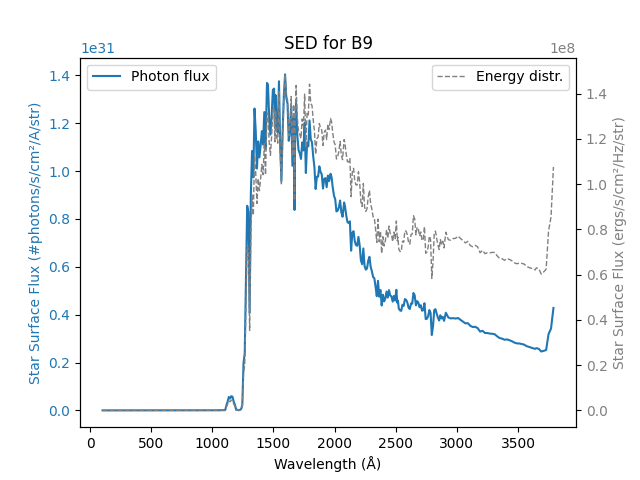 SED for B9
1e31
1e8
Photon flux
Energy distr.
Star Surface Flux (#photons/s/cm²/A/str)
1.4
1.2
1.0
0.8
0.6
0.4
0.2
0.0
Star Surface Flux (ergs/s/cm²/Hz/str)
1.4
1.2
1.0
0.8
0.6
0.4
0.2
0.0
0 500 1000 1500 2000 2500 3000 3500
Wavelength (Å)